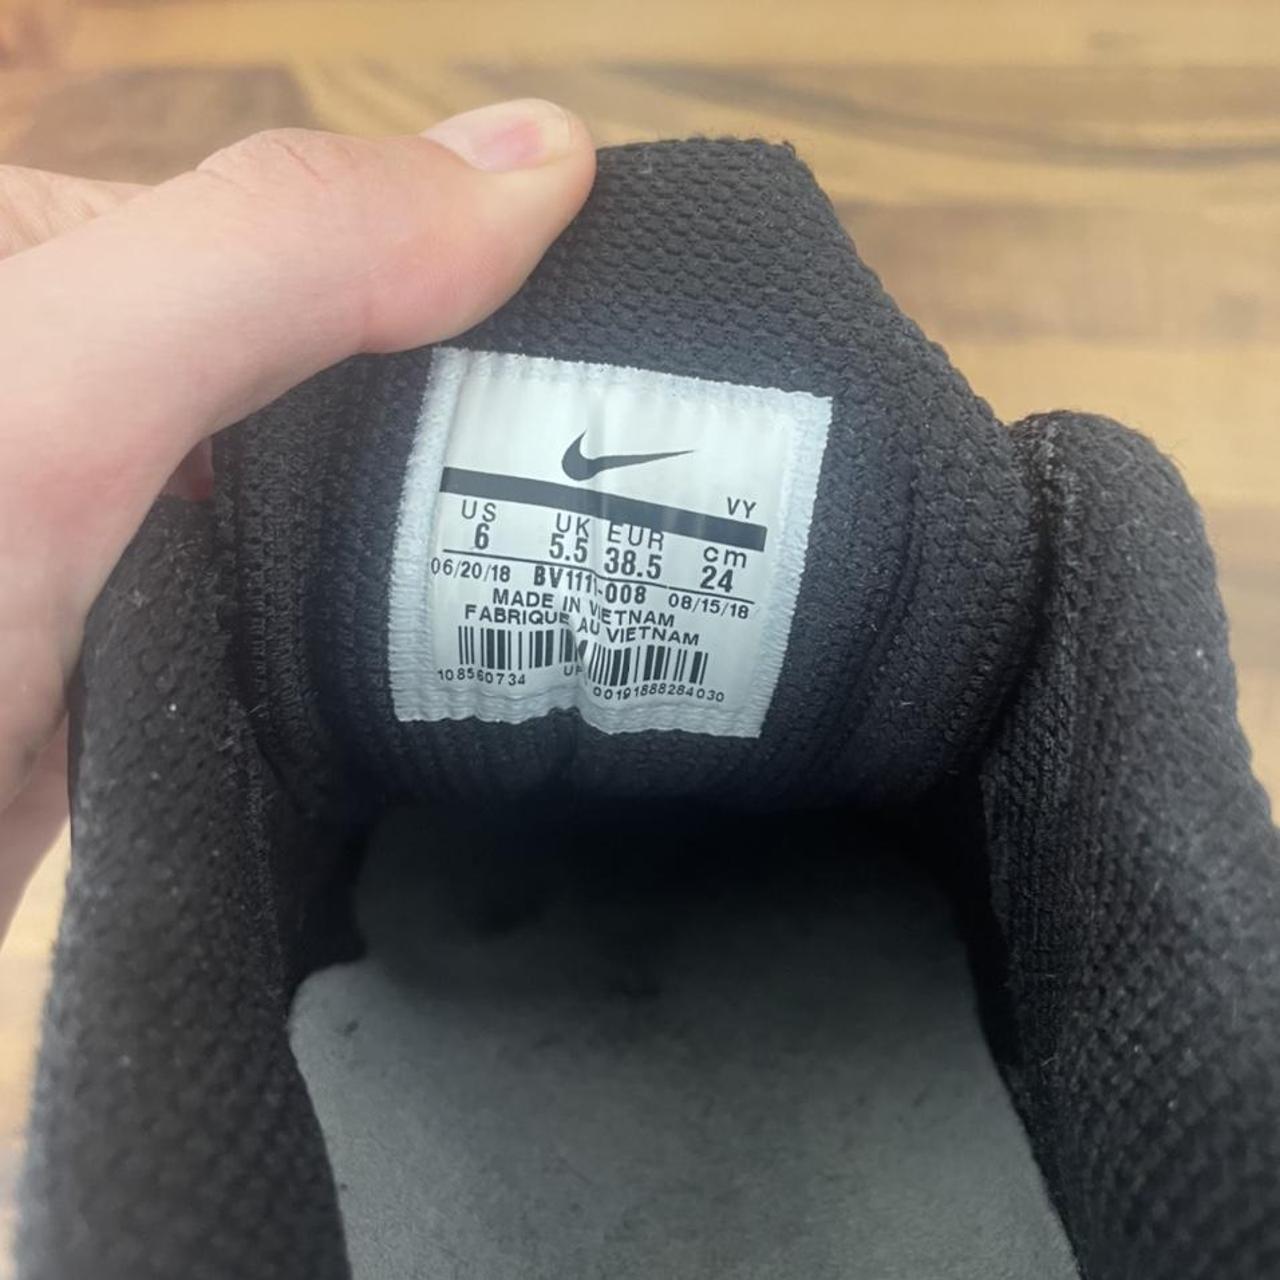 VY
US UK EUR cm
6 5.5 38.5 24
06/20/18 BV1111-008 08/15/18
MADE IN VIETNAM
FABRIQUE AU VIETNAM
108560734 00191888284030